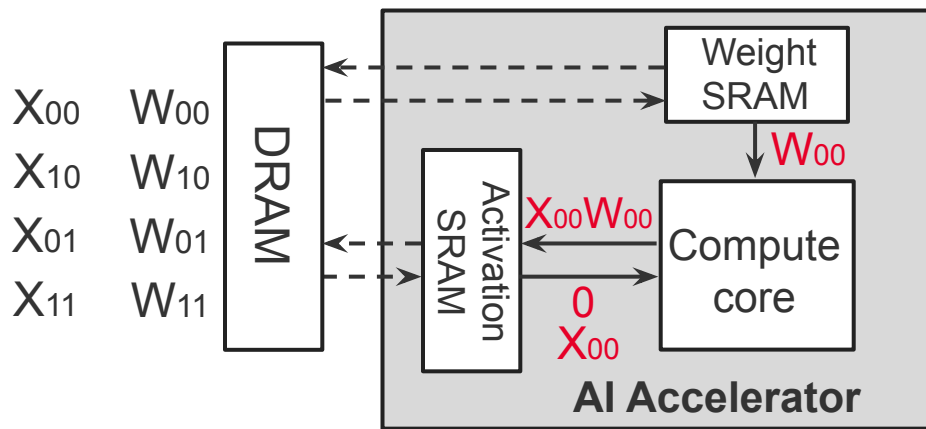 X00 W00
X10 W10
X01 W01
X11 W11
DRAM
Weight
SRAM
W00
Activation
SRAM
X00W00
0
X00
Compute
core
AI Accelerator